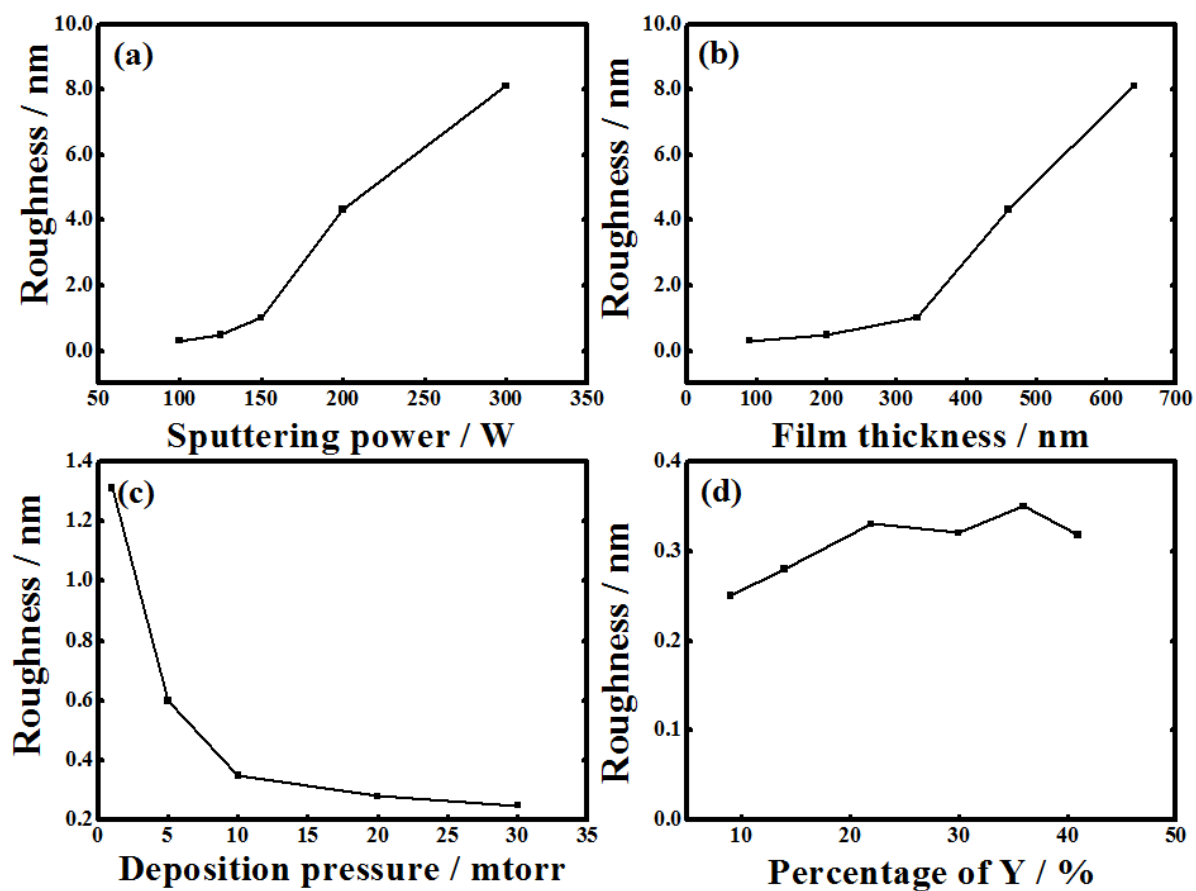 (a)
Roughness / nm
10.0
8.0
6.0
4.0
2.0
0.0
50 100 150 200 250 300 350
Sputtering power / W
(b)
Roughness / nm
10.0
8.0
6.0
4.0
2.0
0.0
0 100 200 300 400 500 600 700
Film thickness / nm
(c)
Roughness / nm
1.4
1.2
1.0
0.8
0.6
0.4
0.2
0 5 10 15 20 25 30 35
Deposition pressure / mtorr
(d)
Roughness / nm
0.4
0.3
0.2
0.1
0.0
10 20 30 40 50
Percentage of Y / %